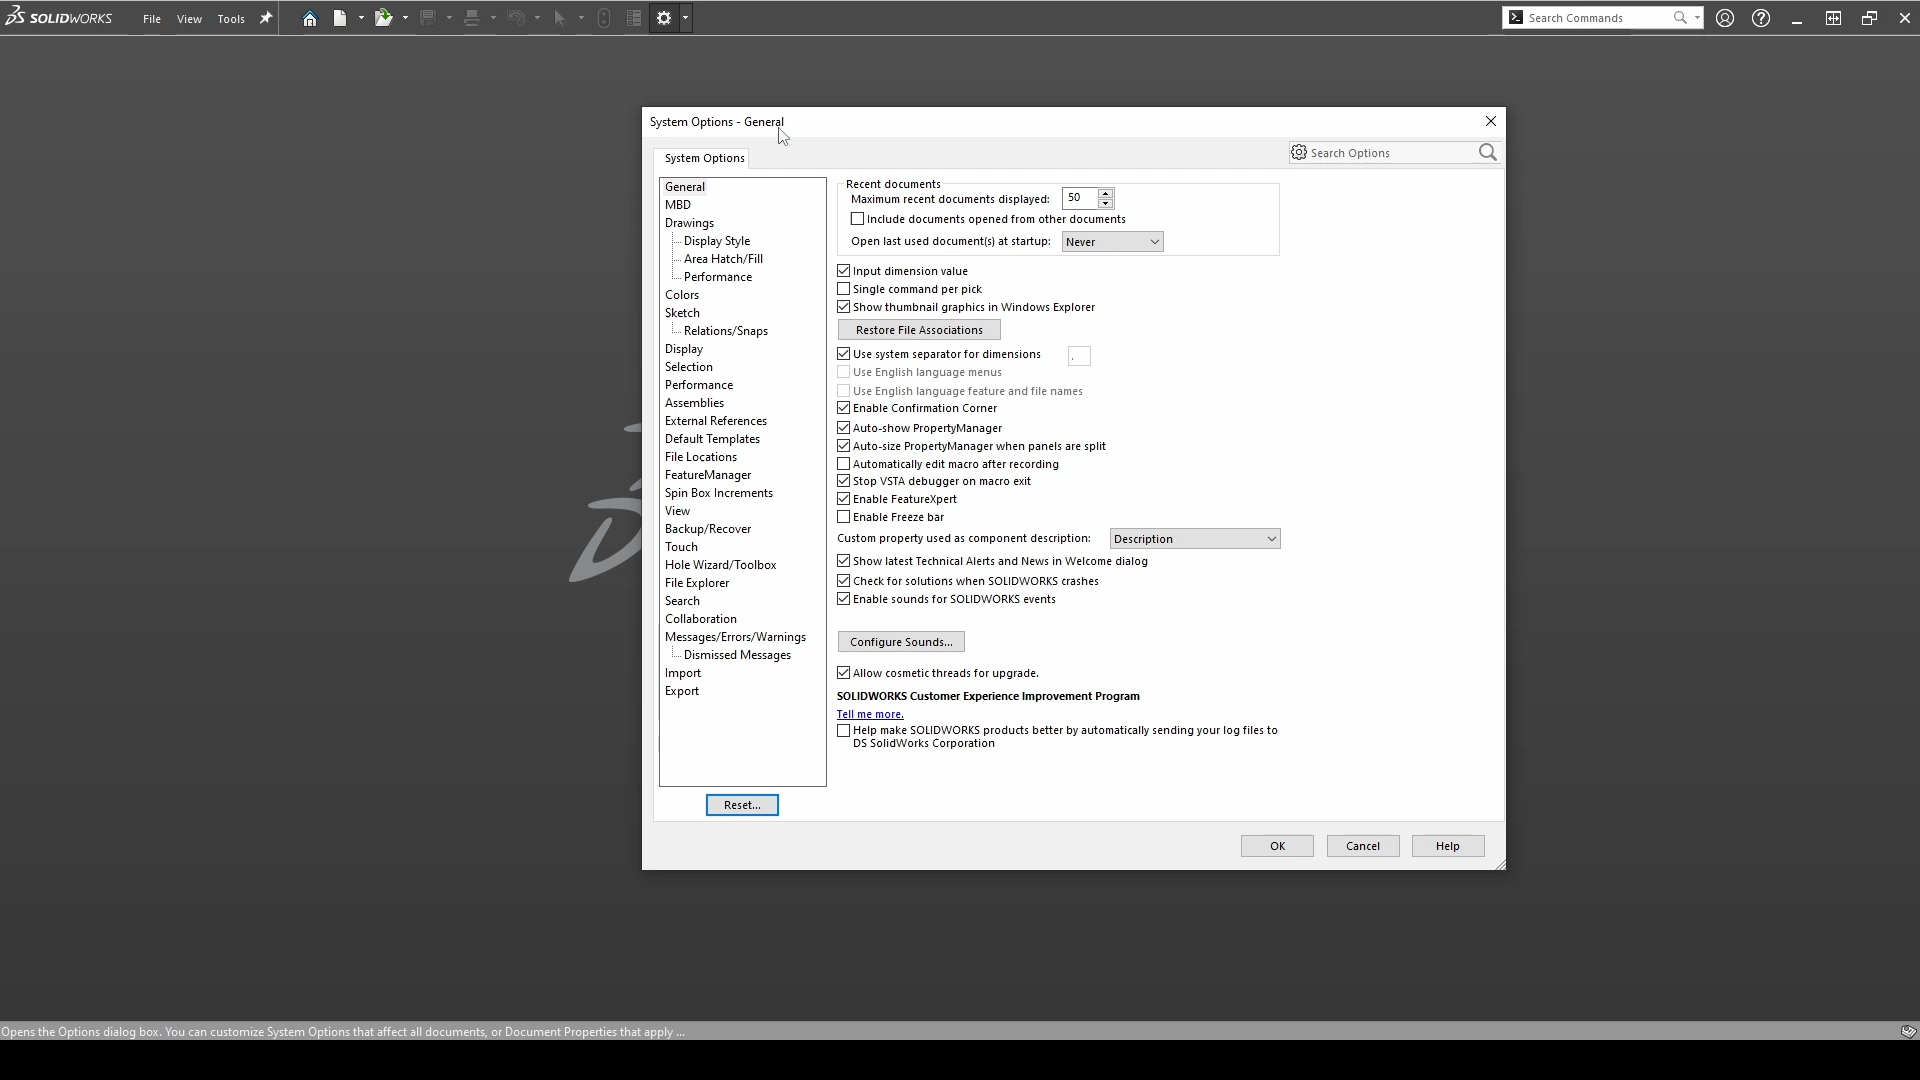 SOLIDWORKS File View Tools Search Commands
System Options - General
System Options
Search Options
General
MBD
Drawings
Display Style
Area Hatch/Fill
Performance
Colors
Sketch
Relations/Snaps
Display
Selection
Performance
Assemblies
External References
Default Templates
File Locations
FeatureManager
Spin Box Increments
View
Backup/Recover
Touch
Hole Wizard/Toolbox
File Explorer
Search
Collaboration
Messages/Errors/Warnings
Dismissed Messages
Import
Export
Reset...
Recent documents
Maximum recent documents displayed: 50
Include documents opened from other documents
Open last used document(s) at startup: Never
Input dimension value
Single command per pick
Show thumbnail graphics in Windows Explorer
Restore File Associations
Use system separator for dimensions .
Use English language menus
Use English language feature and file names
Enable Confirmation Corner
Auto-show PropertyManager
Auto-size PropertyManager when panels are split
Automatically edit macro after recording
Stop VSTA debugger on macro exit
Enable FeatureXpert
Enable Freeze bar
Custom property used as component description: Description
Show latest Technical Alerts and News in Welcome dialog
Check for solutions when SOLIDWORKS crashes
Enable sounds for SOLIDWORKS events
Configure Sounds...
Allow cosmetic threads for upgrade.
SOLIDWORKS Customer Experience Improvement Program
Tell me more.
Help make SOLIDWORKS products better by automatically sending your log files to
DS SolidWorks Corporation
OK Cancel Help
Opens the Options dialog box. You can customize System Options that affect all documents, or Document Properties that apply ...